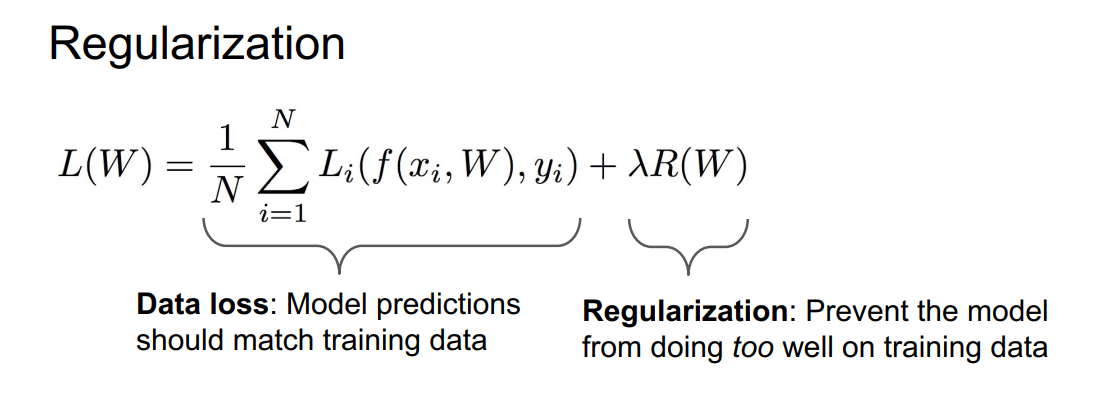 Regularization
L(W) = \frac{1}{N} \sum_{i=1}^{N} L_i(f(x_i, W), y_i) + λR(W)
Data loss: Model predictions
should match training data
Regularization: Prevent the model
from doing too well on training data